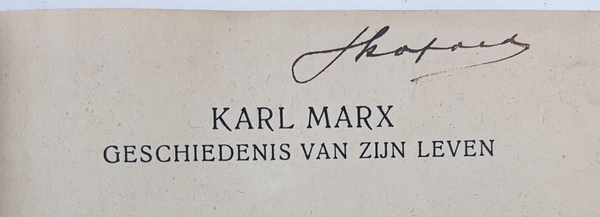 KARL MARX
GESCHIEDENIS VAN ZIJN LEVEN